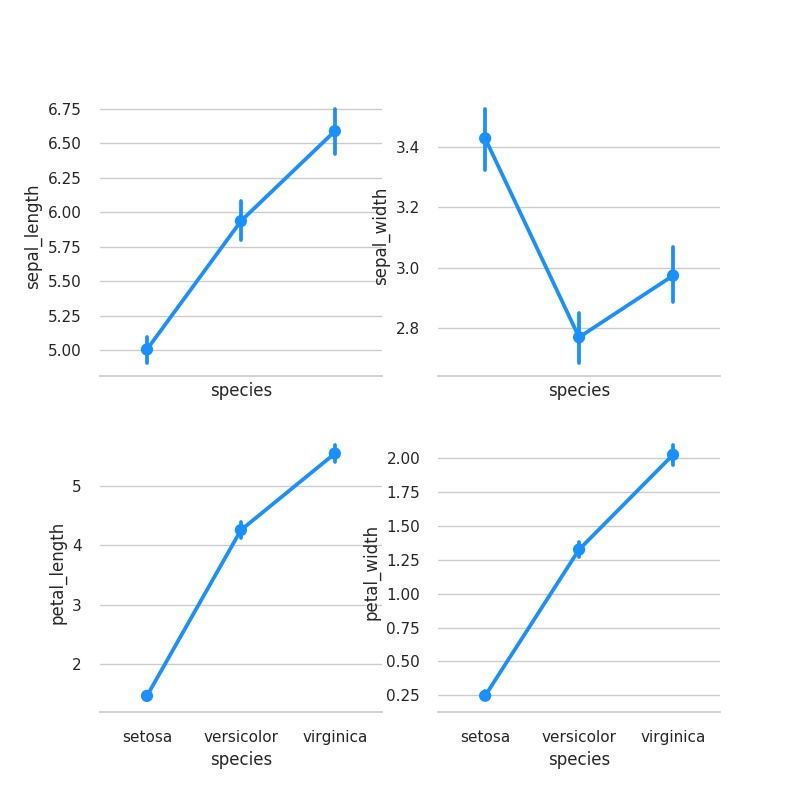 sepal_length
6.75
6.50
6.25
6.00
5.75
5.50
5.25
5.00
species
sepal_width
3.4
3.2
3.0
2.8
species
petal_length
5
4
3
2
setosa versicolor virginica
species
petal_width
2.00
1.75
1.50
1.25
1.00
0.75
0.50
0.25
setosa versicolor virginica
species